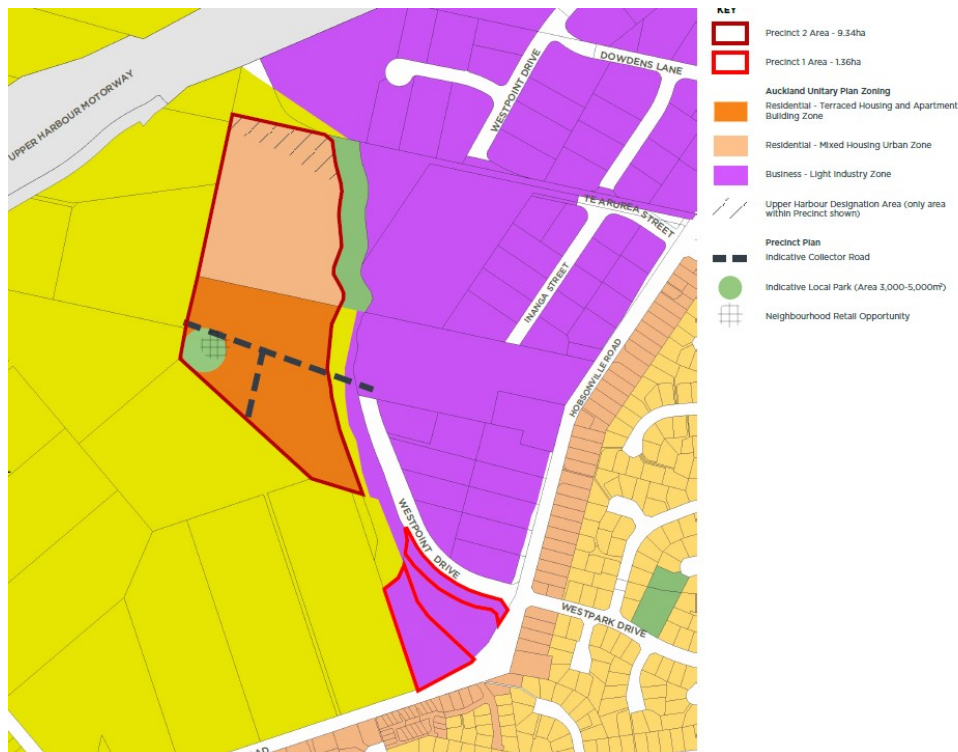 KEY
Precinct 2 Area - 9.34ha
Precinct 1 Area - 1.36ha
Auckland Unitary Plan Zoning
Residential - Terraced Housing and Apartment
Building Zone
Residential - Mixed Housing Urban Zone
Business - Light Industry Zone
Upper Harbour Designation Area (only area
within Precinct shown)
Precinct Plan
Indicative Collector Road
Indicative Local Park (Area 3,000-5,000m²)
Neighbourhood Retail Opportunity
UPPER HARBOUR MOTORWAY
WESTPOINT DRIVE
DOWDENS LANE
TE ARUREA STREET
INANGA STREET
HOBSONVILLE ROAD
WESTPOINT DRIVE
WESTPARK DRIVE